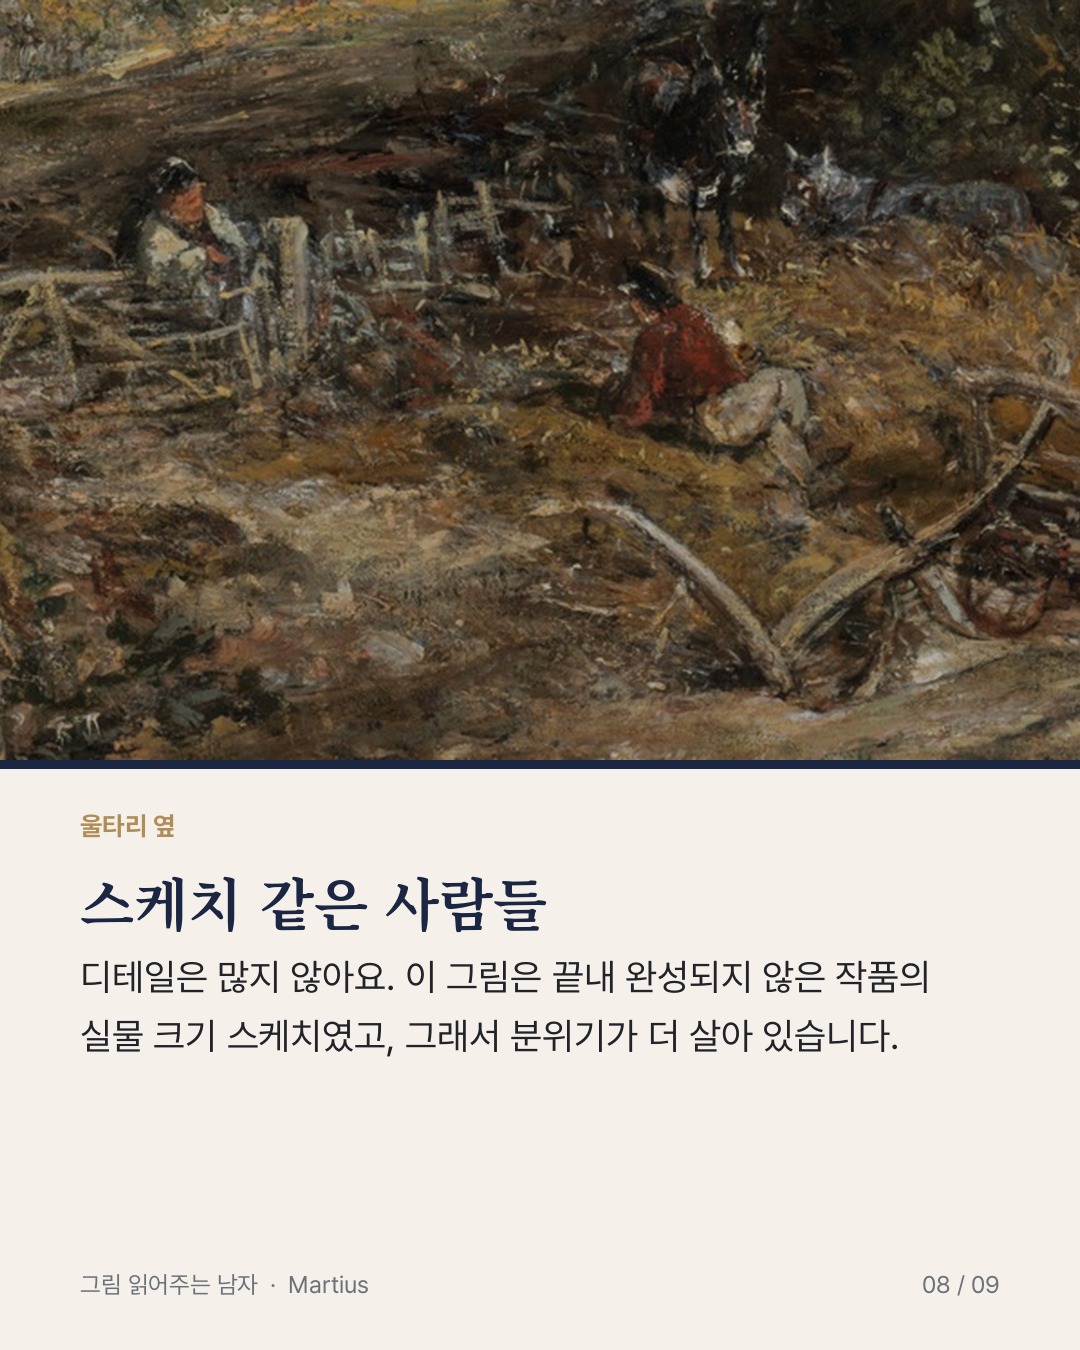 울타리 옆
스케치 같은 사람들
디테일은 많지 않아요. 이 그림은 끝내 완성되지 않은 작품의
실물 크기 스케치였고, 그래서 분위기가 더 살아 있습니다.
그림 읽어주는 남자 · Martius
08 / 09